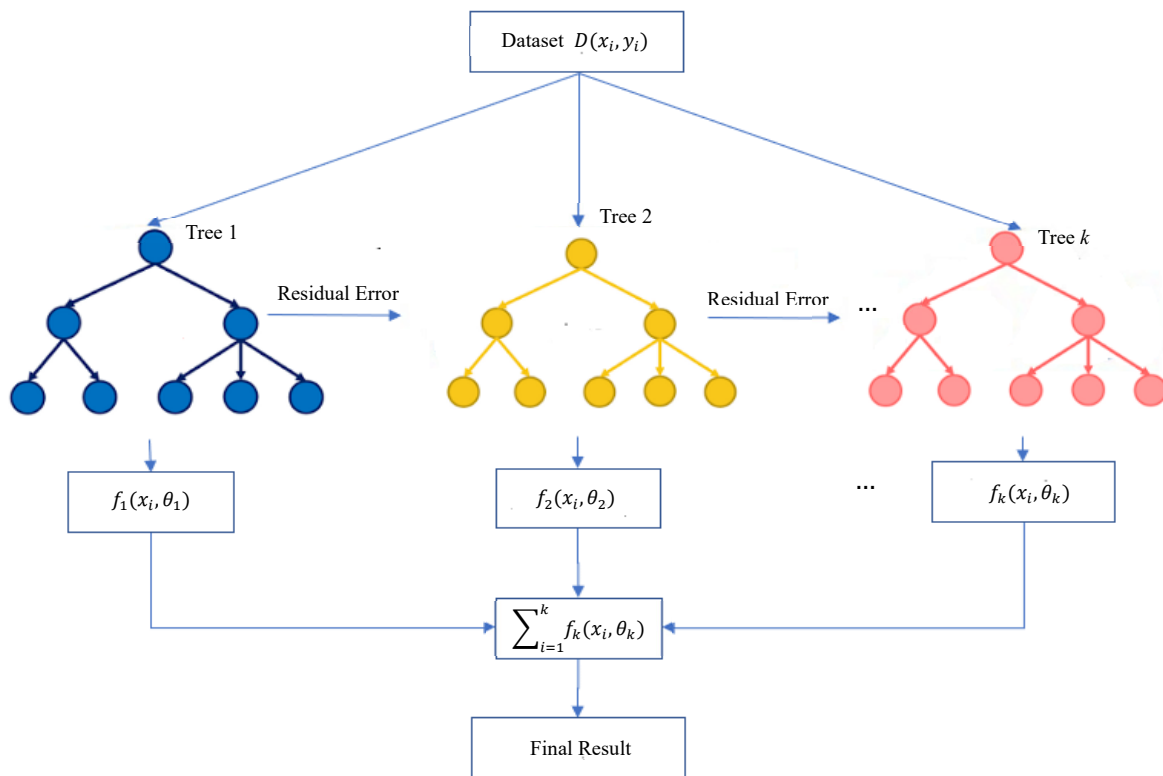 Dataset D(x_i, y_i)
Tree 1
Tree 2
Tree k
Residual Error
Residual Error
...
f_1(x_i, θ_1)
f_2(x_i, θ_2)
...
f_k(x_i, θ_k)
∑_{i=1}^{k} f_k(x_i, θ_k)
Final Result